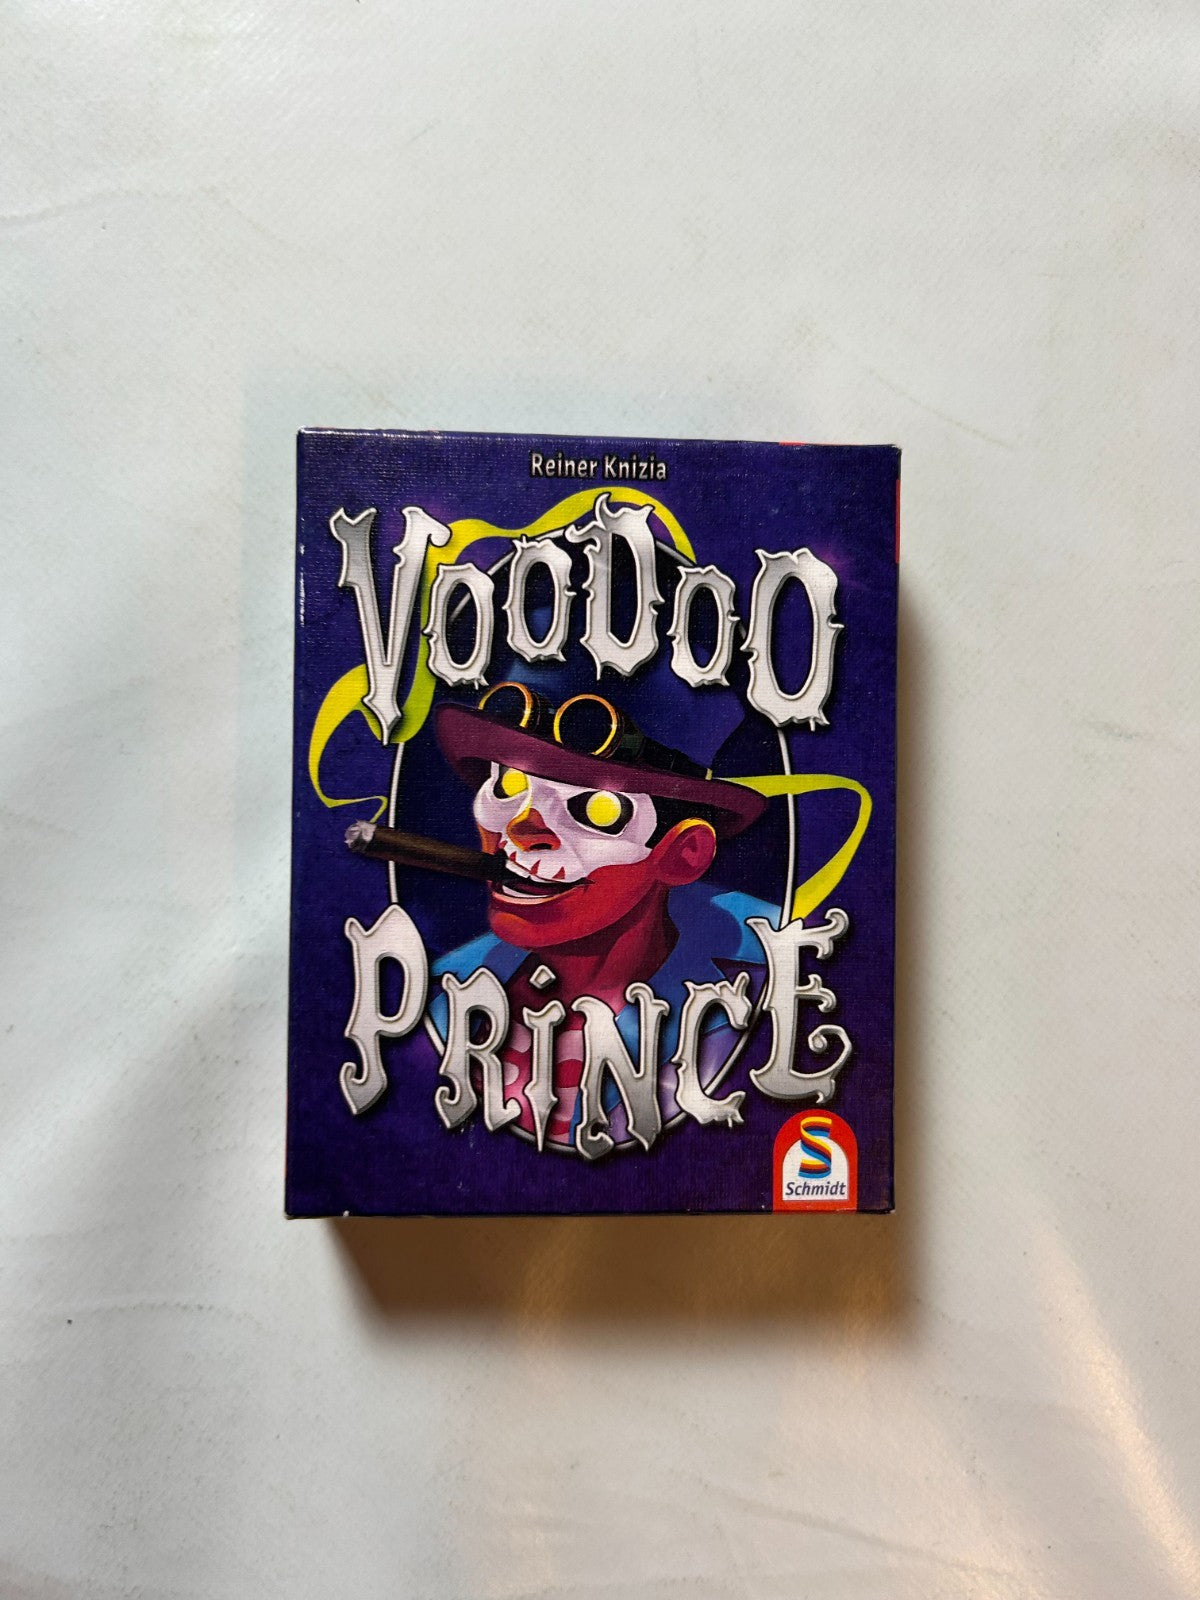 Reiner Knizia
VOODOO
PRINCE
S
Schmidt